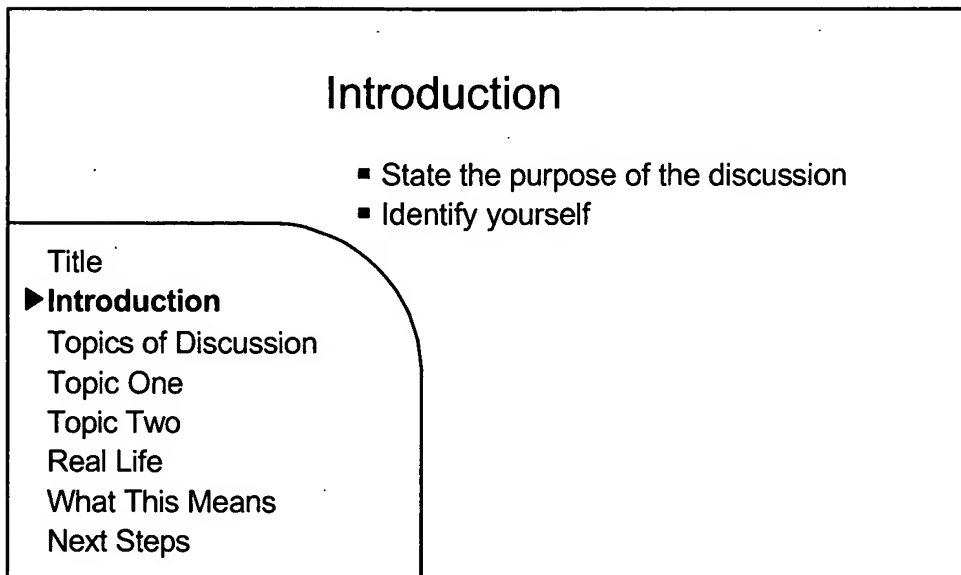 Introduction
▪ State the purpose of the discussion
▪ Identify yourself
Title
▶Introduction
Topics of Discussion
Topic One
Topic Two
Real Life
What This Means
Next Steps